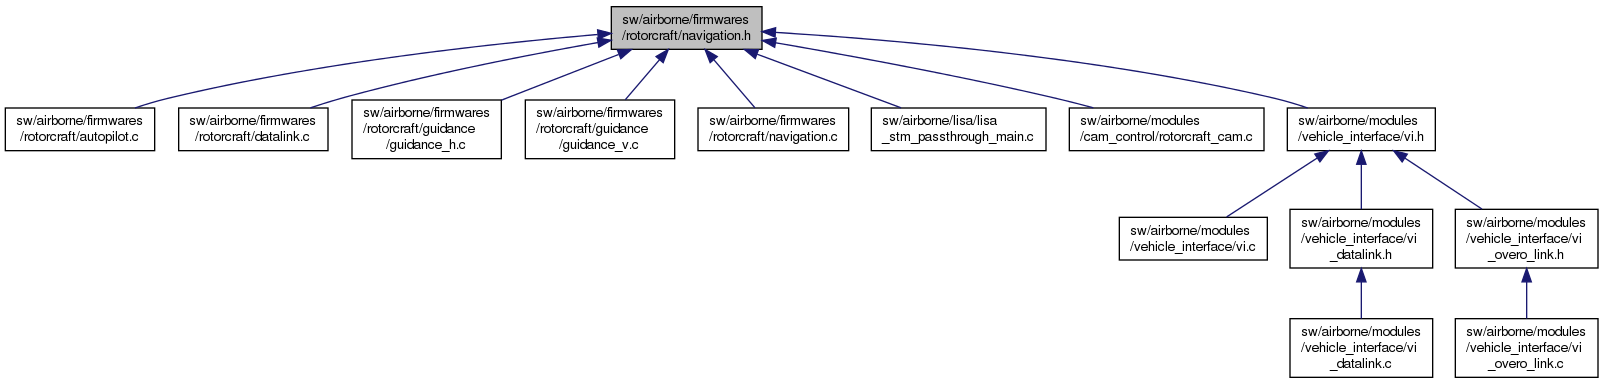 sw/airborne/firmwares
/rotorcraft/navigation.h
sw/airborne/firmwares
/rotorcraft/autopilot.c
sw/airborne/firmwares
/rotorcraft/datalink.c
sw/airborne/firmwares
/rotorcraft/guidance
/guidance_h.c
sw/airborne/firmwares
/rotorcraft/guidance
/guidance_v.c
sw/airborne/firmwares
/rotorcraft/navigation.c
sw/airborne/lisa/lisa
_stm_passthrough_main.c
sw/airborne/modules
/cam_control/rotorcraft_cam.c
sw/airborne/modules
/vehicle_interface/vi.h
sw/airborne/modules
/vehicle_interface/vi.c
sw/airborne/modules
/vehicle_interface/vi
_datalink.h
sw/airborne/modules
/vehicle_interface/vi
_overo_link.h
sw/airborne/modules
/vehicle_interface/vi
_datalink.c
sw/airborne/modules
/vehicle_interface/vi
_overo_link.c